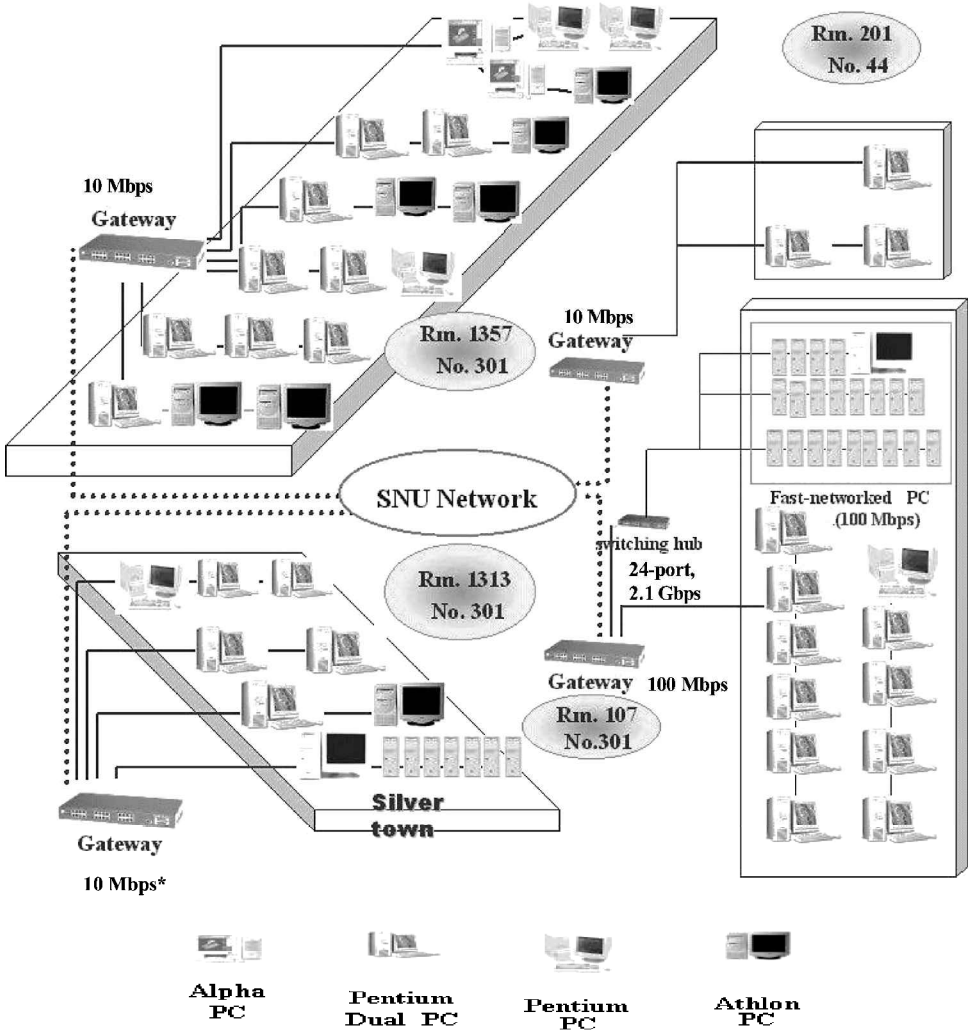 Rm. 201
No. 44
10 Mbps
Gateway
Rm. 1357
No. 301
10 Mbps
Gateway
SNU Network
Fast-networked PC
(100 Mbps)
switching hub
24-port,
2.1 Gbps
Rm. 1313
No. 301
Gateway
100 Mbps
Rm. 107
No.301
Silver
town
Gateway
10 Mbps*
Alpha
PC
Pentium
Dual PC
Pentium
PC
Athlon
PC